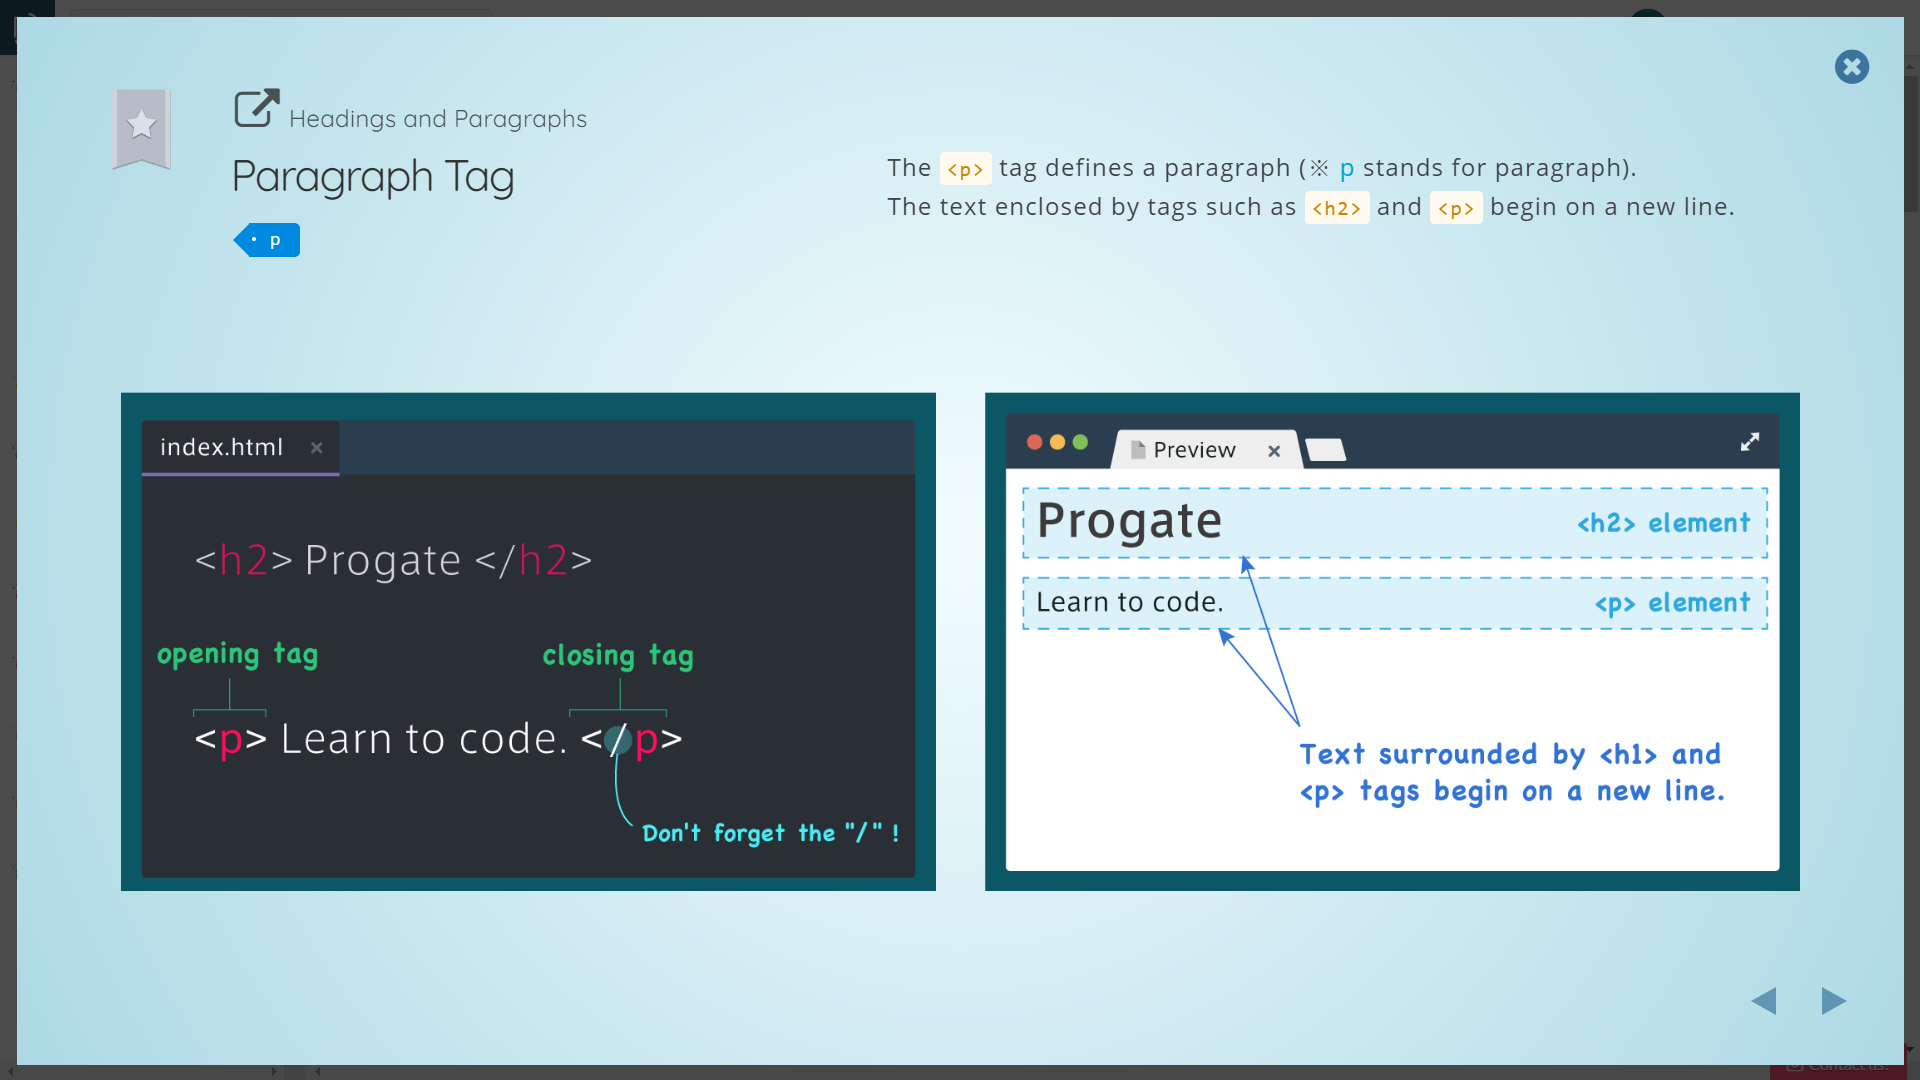 Headings and Paragraphs
Paragraph Tag
p
The <p> tag defines a paragraph (※ p stands for paragraph).
The text enclosed by tags such as <h2> and <p> begin on a new line.
index.html ×
<h2> Progate </h2>
opening tag
closing tag
<p> Learn to code. </p>
Don't forget the "/" !
Preview ×
Progate
<h2> element
Learn to code.
<p> element
Text surrounded by <h1> and
<p> tags begin on a new line.
Contact us!